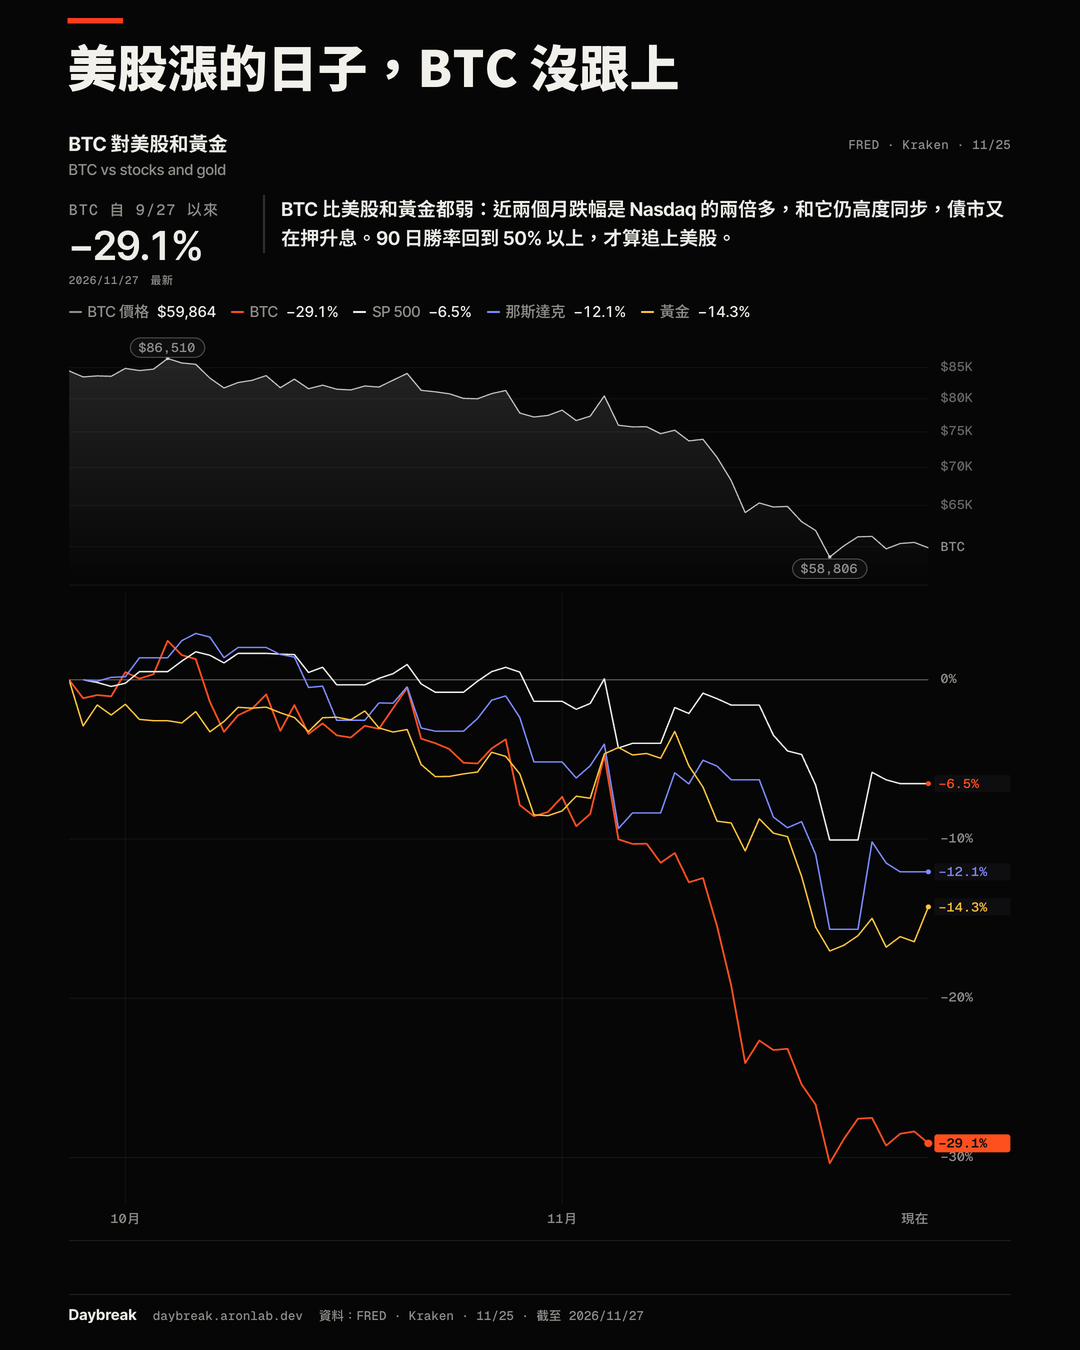 美股漲的日子，BTC 沒跟上
BTC 對美股和黃金
FRED · Kraken · 11/25
BTC vs stocks and gold
BTC 自 9/27 以來
−29.1%
2026/11/27 最新
BTC 比美股和黃金都弱：近兩個月跌幅是 Nasdaq 的兩倍多，和它仍高度同步，債市又
在押升息。90 日勝率回到 50% 以上，才算追上美股。
BTC 價格 $59,864 BTC −29.1% SP 500 −6.5% 那斯達克 −12.1% 黃金 −14.3%
$86,510
$85K
$80K
$75K
$70K
$65K
BTC
$58,806
0%
−6.5%
−10%
−12.1%
−14.3%
−20%
−29.1%
−30%
10月 11月 現在
Daybreak daybreak.aronlab.dev 資料：FRED · Kraken · 11/25 · 截至 2026/11/27